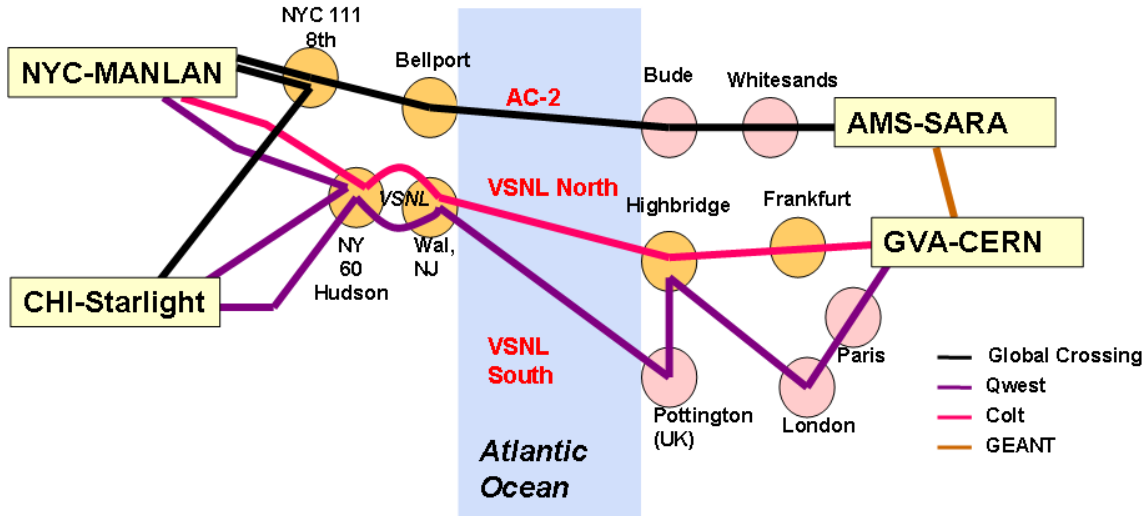 NYC 111
8th
NYC-MANLAN
Bellport
AC-2
Bude
Whitesands
AMS-SARA
VSNL
VSNL North
Highbridge
Frankfurt
GVA-CERN
NY
60
Hudson
Wal,
NJ
CHI-Starlight
VSNL
South
Pottington
(UK)
London
Paris
Atlantic
Ocean
Global Crossing
Qwest
Colt
GEANT